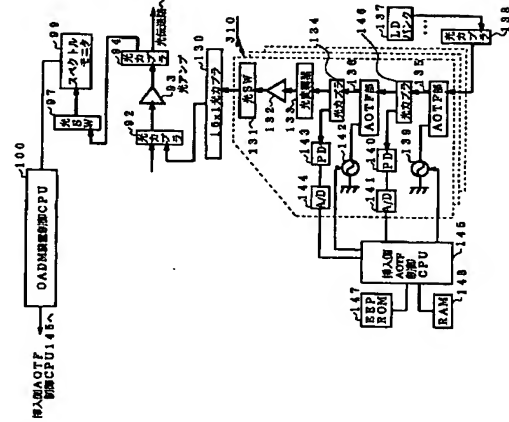 100
OADM装置制御CPU
挿入側AOTF
制御CPU145
99
スペクトル
モニタ
97
光SW
94
光カプラ
光伝送路
93
光アンプ
92
光カプラ
130
16x1光カプラ
310
光SW
131
132
133
134
光カプラ
136
142
AOTF部
146
光カプラ
135
AOTF部
139
137
LD
バンク
光カプラ
138
143
PD
144
A/D
140
PD
141
A/D
145
挿入側
AOTF
制御
CPU
147
EEP
ROM
RAM
148